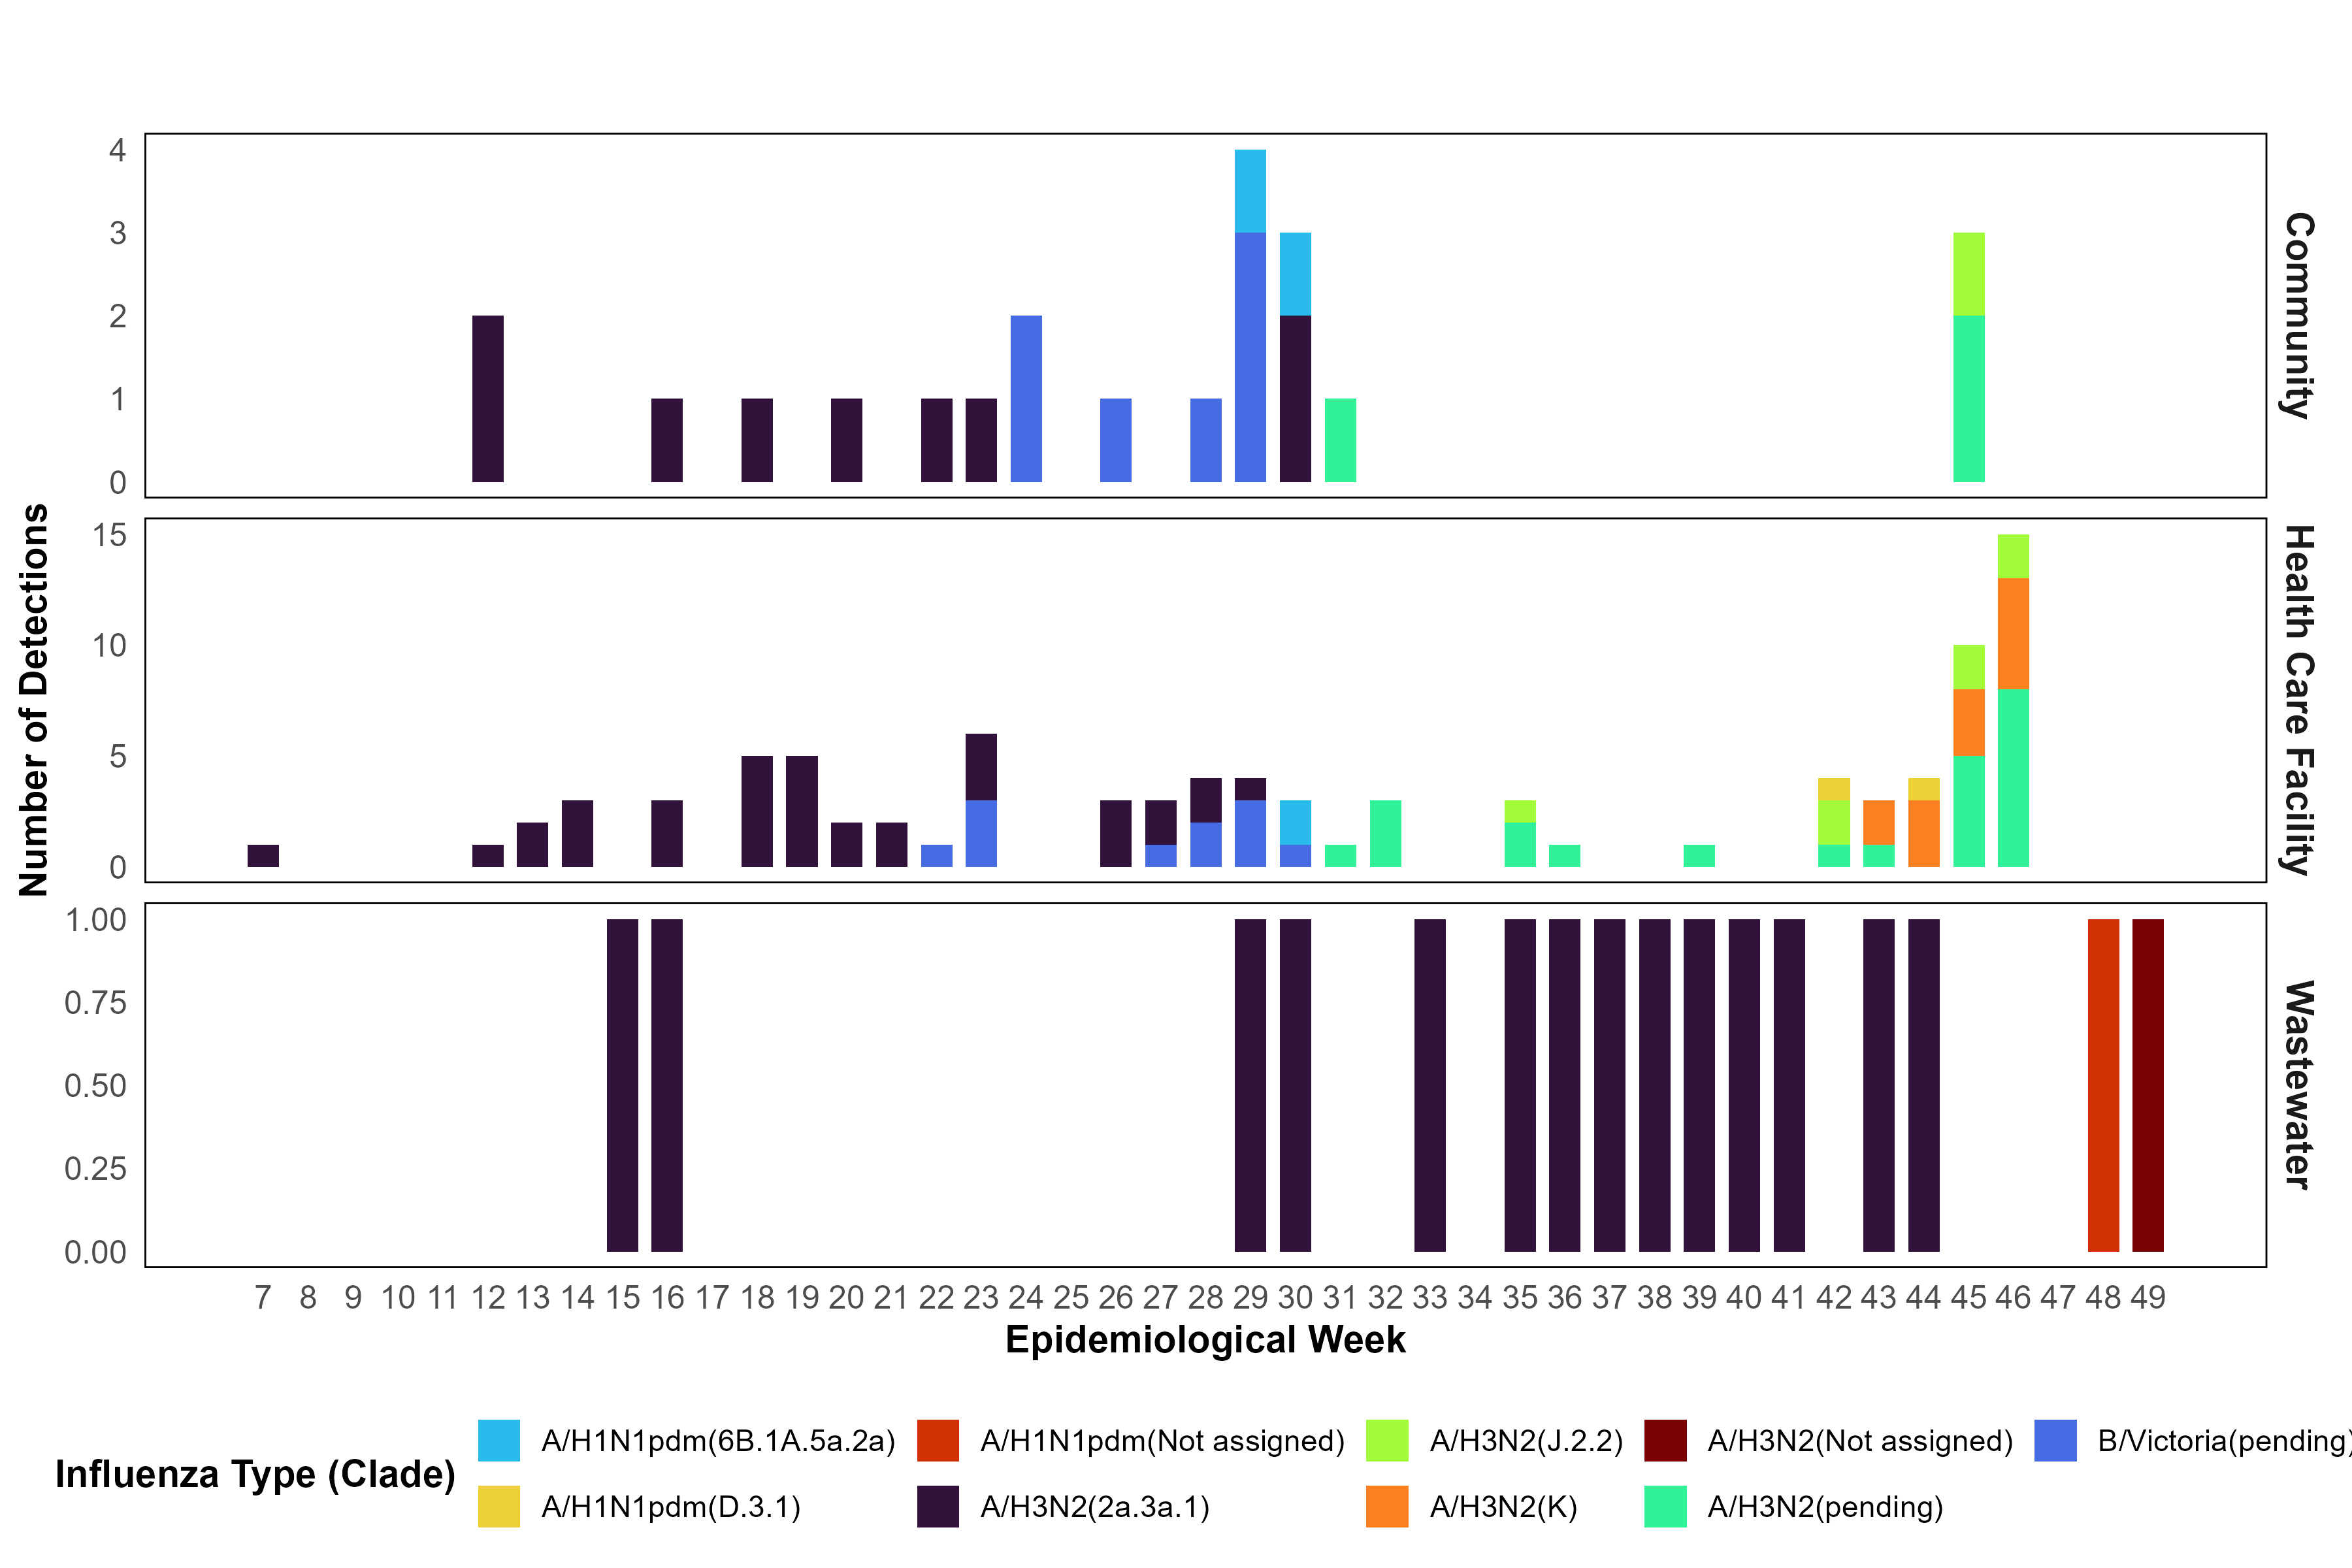 4
3
2
1
0
Community
15
10
5
0
Health Care Facility
1.00
0.75
0.50
0.25
0.00
Wastewater
Number of Detections
7 8 9 10 11 12 13 14 15 16 17 18 19 20 21 22 23 24 25 26 27 28 29 30 31 32 33 34 35 36 37 38 39 40 41 42 43 44 45 46 47 48 49
Epidemiological Week
Influenza Type (Clade)
A/H1N1pdm(6B.1A.5a.2a) A/H1N1pdm(Not assigned) A/H3N2(J.2.2) A/H3N2(Not assigned) B/Victoria(pending)
A/H1N1pdm(D.3.1) A/H3N2(2a.3a.1) A/H3N2(K) A/H3N2(pending)